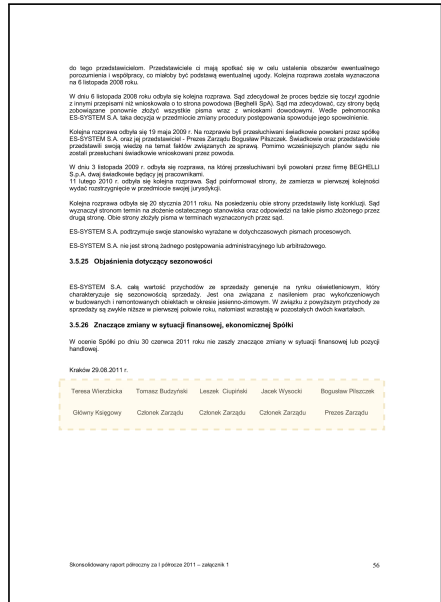 do tego przedstawicielom. Przedstawiciele ci mają spotkać się w celu ustalenia obszarów ewentualnego
porozumienia i współpracy, co miałoby być podstawą ewentualnej ugody. Kolejna rozprawa została wyznaczona
na 6 listopada 2008 roku.
W dniu 6 listopada 2008 roku odbyła się kolejna rozprawa. Sąd zdecydował że proces będzie się toczył zgodnie
z innymi przepisami niż wnioskowała o to strona powodowa (Beghelli SpA). Sąd ma zdecydować, czy strony będą
zobowiązane ponownie złożyć wszystkie pisma wraz z wnioskami dowodowymi. Wedle pełnomocnika
ES-SYSTEM S.A. taka decyzja w przedmiocie zmiany procedury postępowania spowoduje jego spowolnienie.
Kolejna rozprawa odbyła się 19 maja 2009 r. Na rozprawie byli przesłuchiwani świadkowie powołani przez spółkę
ES-SYSTEM S.A. oraz jej przedstawiciel - Prezes Zarządu Bogusław Pilszczek. Świadkowie oraz przedstawiciele
przedstawili swoją wiedzę na temat faktów związanych ze sprawą. Pomimo wcześniejszych planów sądu nie
zostali przesłuchani świadkowie wnioskowani przez powoda.
W dniu 3 listopada 2009 r. odbyła się rozprawa, na której przesłuchiwani byli powołani przez firmę BEGHELLI
S.p.A. dwaj świadkowie będący jej pracownikami.
11 lutego 2010 r. odbyła się kolejna rozprawa. Sąd poinformował strony, że zamierza w pierwszej kolejności
wydać rozstrzygnięcie w przedmiocie swojej jurysdykcji.
Kolejna rozprawa odbyła się 20 stycznia 2011 roku. Na posiedzeniu obie strony przedstawiły listę konkluzji. Sąd
wyznaczył stronom termin na złożenie ostatecznego stanowiska oraz odpowiedzi na takie pismo złożonego przez
drugą stronę. Obie strony złożyły pisma w terminach wyznaczonych przez sąd.
ES-SYSTEM S.A. podtrzymuje swoje stanowisko wyrażane w dotychczasowych pismach procesowych.
ES-SYSTEM S.A. nie jest stroną żadnego postępowania administracyjnego lub arbitrażowego.
3.5.25 Objaśnienia dotyczący sezonowości
ES-SYSTEM S.A. całą wartość przychodów ze sprzedaży generuje na rynku oświetleniowym, który
charakteryzuje się sezonowością sprzedaży. Jest ona związana z nasileniem prac wykończeniowych
w budowanych i remontowanych obiektach w okresie jesienno-zimowym. W związku z powyższym przychody ze
sprzedaży są zwykle niższe w pierwszej połowie roku, natomiast wzrastają w pozostałych dwóch kwartałach.
3.5.26 Znaczące zmiany w sytuacji finansowej, ekonomicznej Spółki
W ocenie Spółki po dniu 30 czerwca 2011 roku nie zaszły znaczące zmiany w sytuacji finansowej lub pozycji
handlowej.
Kraków 29.08.2011 r.
Teresa Wierzbicka Tomasz Budzyński Leszek Ciupiński Jacek Wysocki Bogusław Pilszczek
Główny Księgowy Członek Zarządu Członek Zarządu Członek Zarządu Prezes Zarządu
Skonsolidowany raport półroczny za I półrocze 2011 – załącznik 1 56